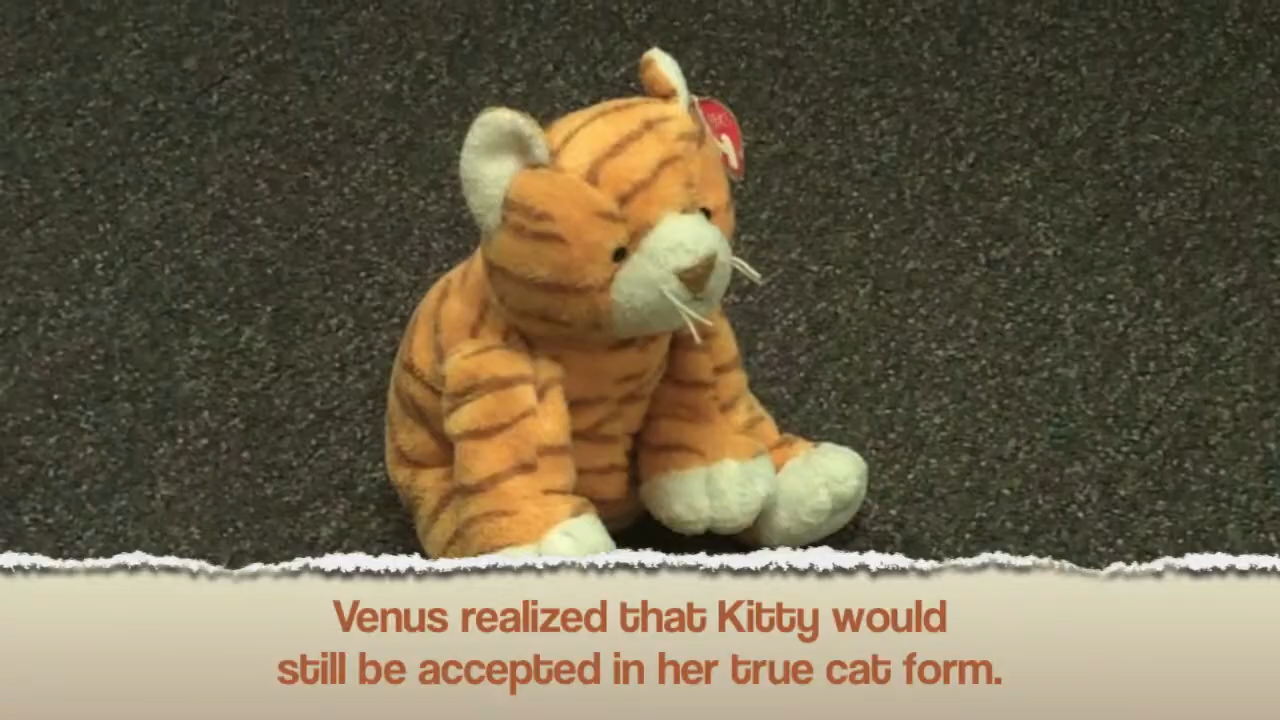 Venus realized that Kitty would
still be accepted in her true cat form.